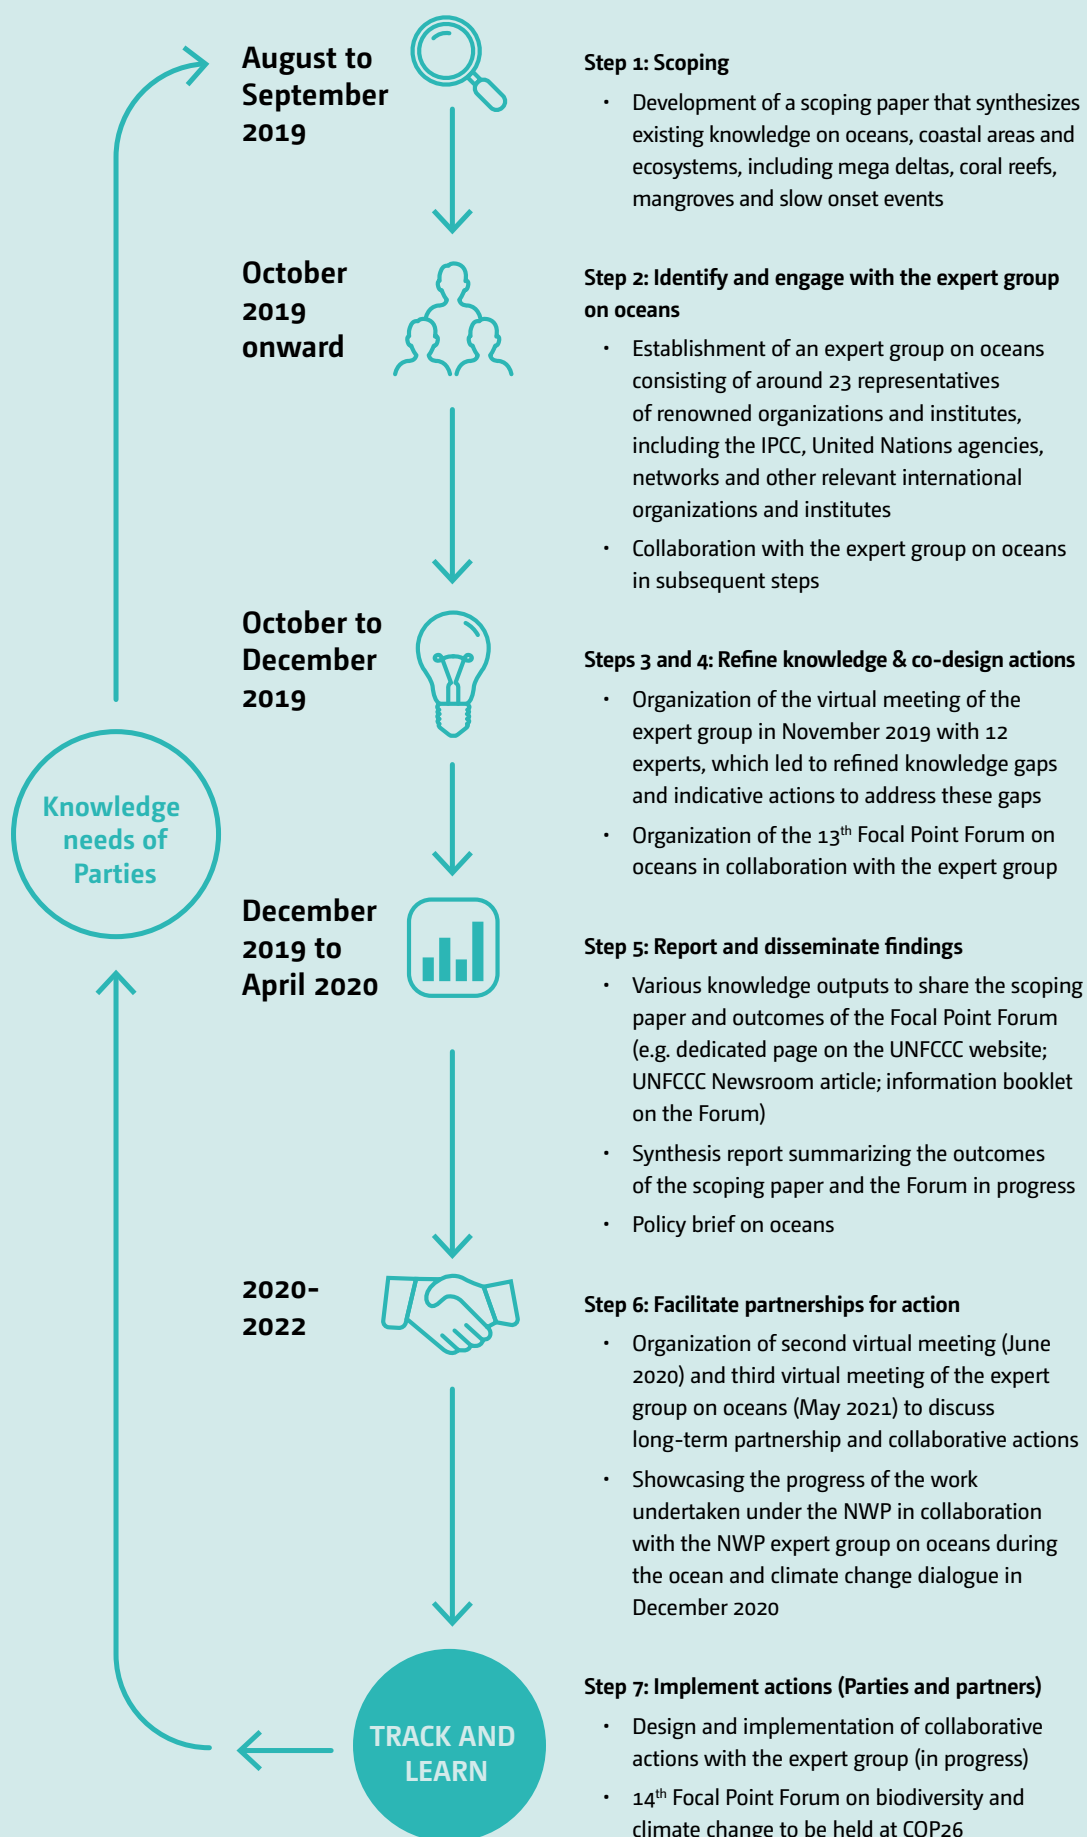 August to
September
2019
Step 1: Scoping
• Development of a scoping paper that synthesizes
existing knowledge on oceans, coastal areas and
ecosystems, including mega deltas, coral reefs,
mangroves and slow onset events
October
2019
onward
Step 2: Identify and engage with the expert group
on oceans
• Establishment of an expert group on oceans
consisting of around 23 representatives
of renowned organizations and institutes,
including the IPCC, United Nations agencies,
networks and other relevant international
organizations and institutes
• Collaboration with the expert group on oceans
in subsequent steps
October to
December
2019
Steps 3 and 4: Refine knowledge & co-design actions
• Organization of the virtual meeting of the
expert group in November 2019 with 12
experts, which led to refined knowledge gaps
and indicative actions to address these gaps
• Organization of the 13th Focal Point Forum on
oceans in collaboration with the expert group
Knowledge
needs of
Parties
December
2019 to
April 2020
Step 5: Report and disseminate findings
• Various knowledge outputs to share the scoping
paper and outcomes of the Focal Point Forum
(e.g. dedicated page on the UNFCCC website;
UNFCCC Newsroom article; information booklet
on the Forum)
• Synthesis report summarizing the outcomes
of the scoping paper and the Forum in progress
• Policy brief on oceans
2020-
2022
Step 6: Facilitate partnerships for action
• Organization of second virtual meeting (June
2020) and third virtual meeting of the expert
group on oceans (May 2021) to discuss
long-term partnership and collaborative actions
• Showcasing the progress of the work
undertaken under the NWP in collaboration
with the NWP expert group on oceans during
the ocean and climate change dialogue in
December 2020
TRACK AND
LEARN
Step 7: Implement actions (Parties and partners)
• Design and implementation of collaborative
actions with the expert group (in progress)
• 14th Focal Point Forum on biodiversity and
climate change to be held at COP26